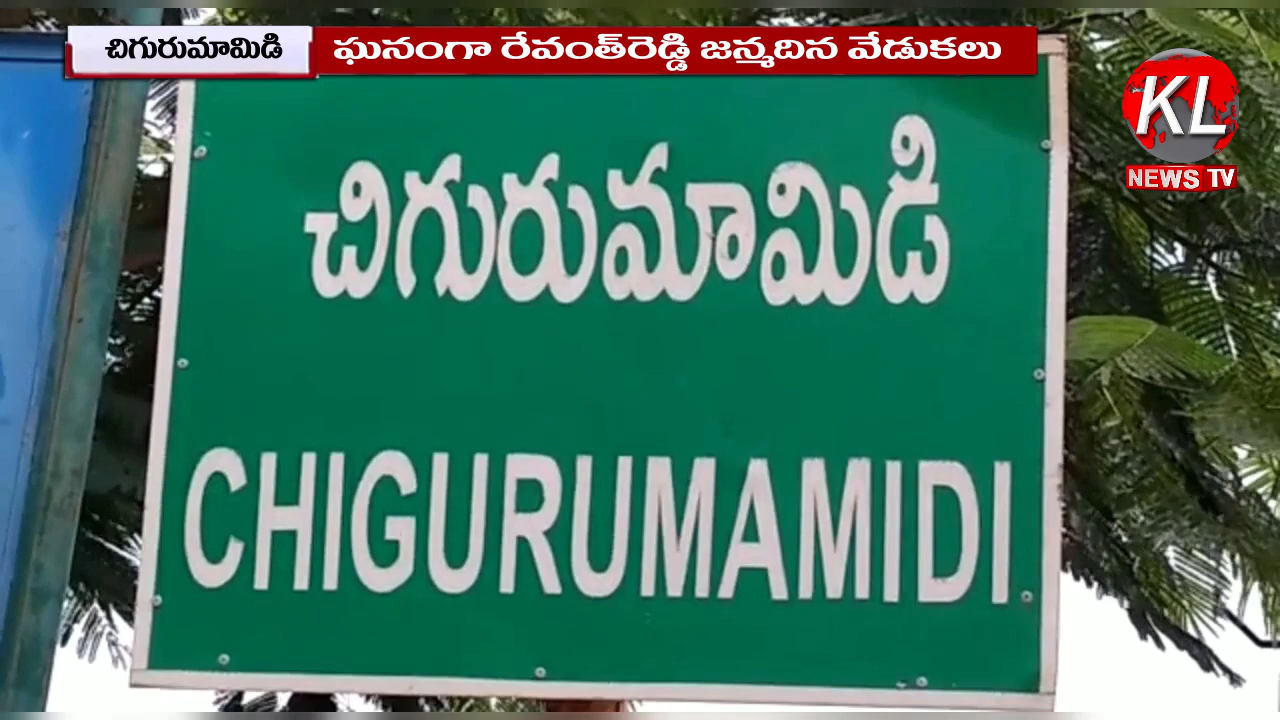 చిగురుమామిడి
ఘనంగా రేవంత్‌రెడ్డి జన్మదిన వేడుకలు
KL
NEWS TV
చిగురుమామిడి
CHIGURUMAMIDI